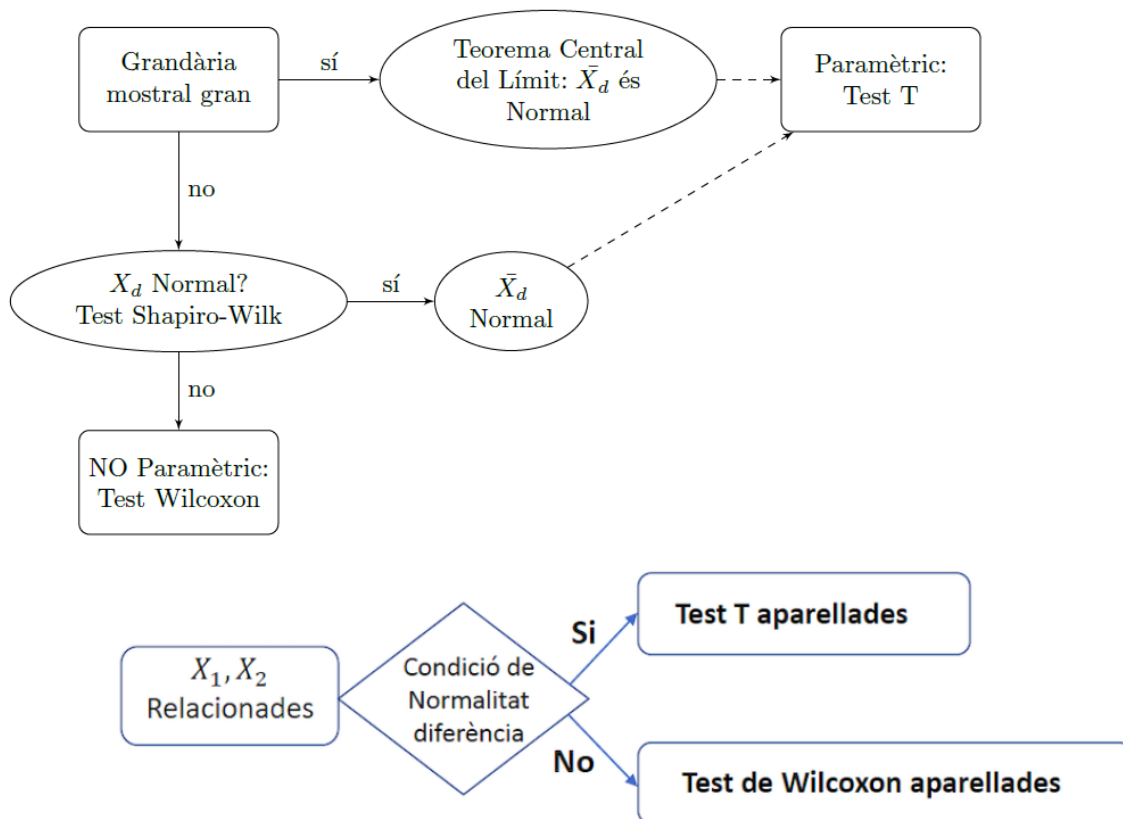 Grandària
mostral gran
sí
Teorema Central
del Límit: X̄_d és
Normal
Paramètric:
Test T
no
X_d Normal?
Test Shapiro-Wilk
sí
X̄_d
Normal
no
NO Paramètric:
Test Wilcoxon
X₁, X₂
Relacionades
Condició de
Normalitat
diferència
Si
Test T aparellades
No
Test de Wilcoxon aparellades